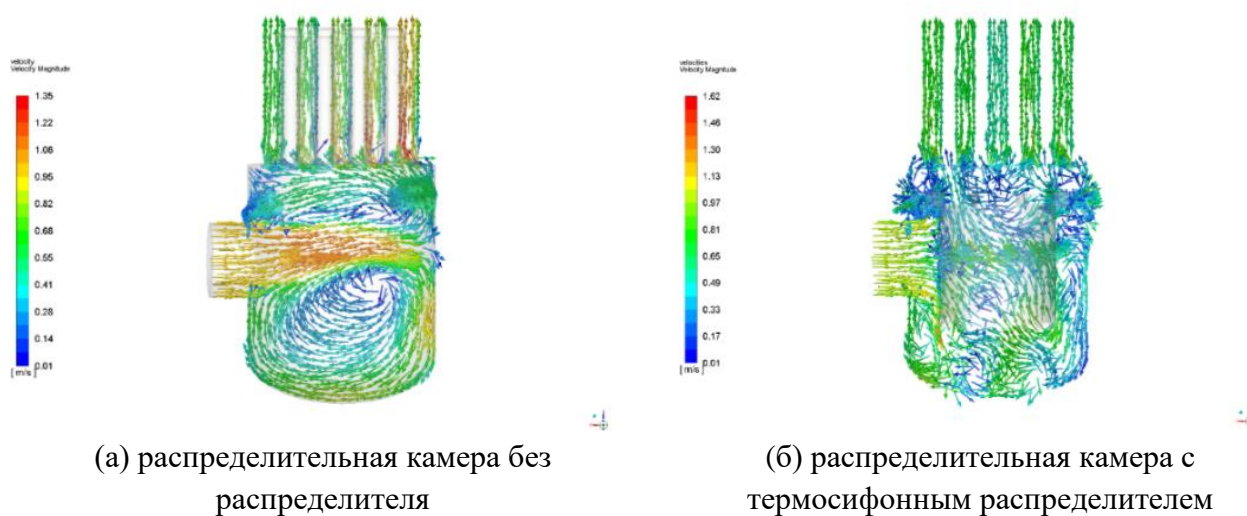 velocity
Velocity Magnitude
1.35
1.22
1.08
0.95
0.82
0.68
0.55
0.41
0.28
0.14
0.01
[ m/s ]
velocities
Velocity Magnitude
1.62
1.46
1.30
1.13
0.97
0.81
0.65
0.49
0.33
0.17
0.01
[ m/s ]
(а) распределительная камера без
распределителя
(б) распределительная камера с
термосифонным распределителем